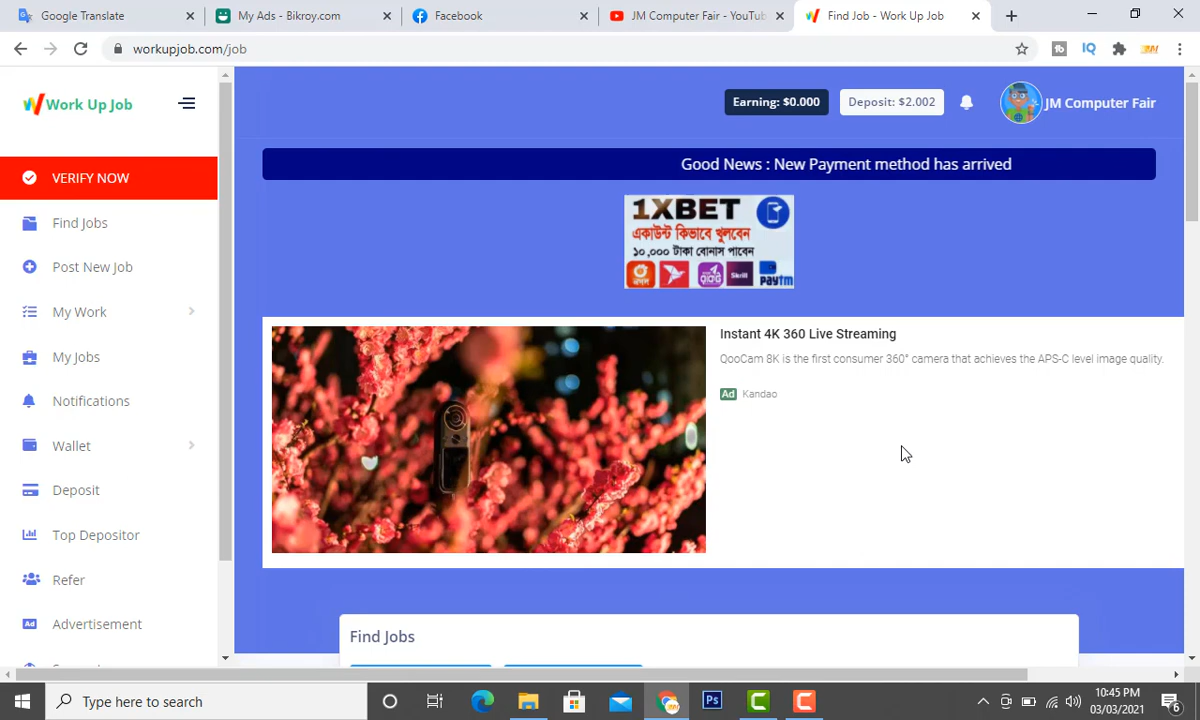 Google Translate
My Ads - Bikroy.com
Facebook
JM Computer Fair - YouTub
Find Job - Work Up Job
workupjob.com/job
Work Up Job
Earning: $0.000
Deposit: $2.002
JM Computer Fair
VERIFY NOW
Find Jobs
Post New Job
My Work
My Jobs
Notifications
Wallet
Deposit
Top Depositor
Refer
Advertisement
Good News : New Payment method has arrived
1XBET
একাউন্ট কিভাবে খুলবেন
১০,০০০ টাকা বোনাস পাবেন
Skrill
Paytm
Instant 4K 360 Live Streaming
QooCam 8K is the first consumer 360° camera that achieves the APS-C level image quality.
Ad Kandao
Find Jobs
Type here to search
10:45 PM
03/03/2021
6